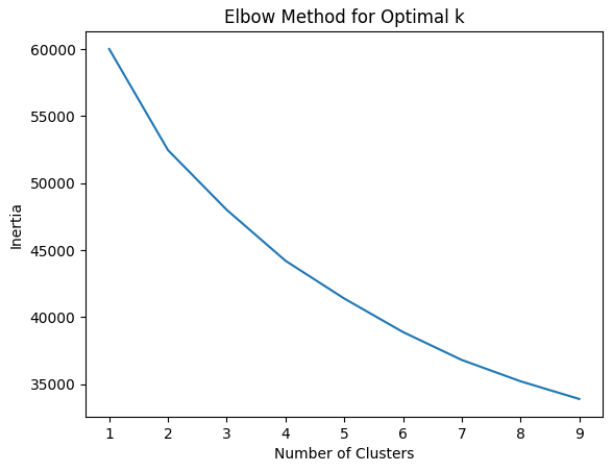 Elbow Method for Optimal k
60000
55000
50000
45000
40000
35000
Inertia
1 2 3 4 5 6 7 8 9
Number of Clusters